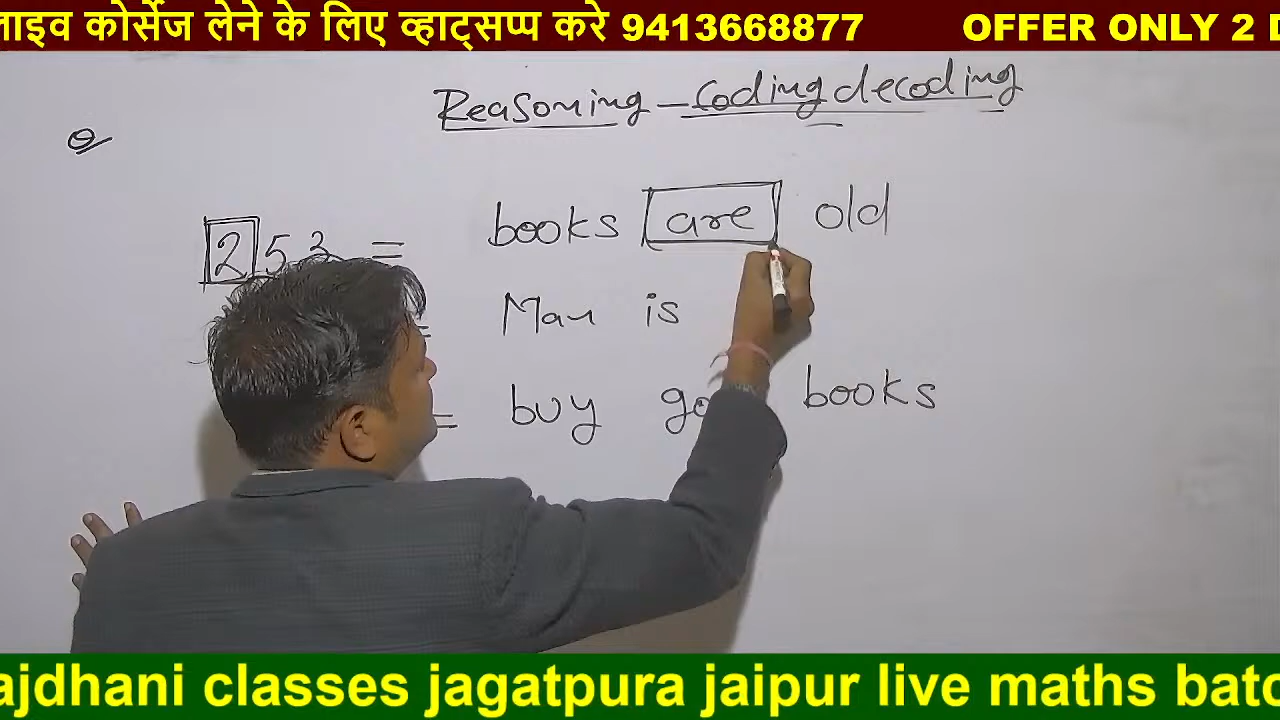 लाइव कोर्सेज लेने के लिए व्हाट्सप्प करे 9413668877 OFFER ONLY 2
Reasoning - Coding decoding
Q
253 = books are old
= Man is
= buy books
ajdhani classes jagatpura jaipur live maths batc